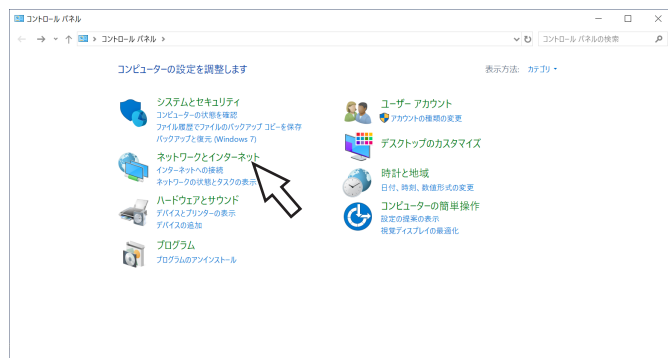 コントロール パネル
コントロール パネル
コントロール パネルの検索
コンピューターの設定を調整します
表示方法: カテゴリ
システムとセキュリティ
コンピューターの状態を確認
ファイル履歴でファイルのバックアップ コピーを保存
バックアップと復元 (Windows 7)
ネットワークとインターネット
インターネットへの接続
ネットワークの状態とタスクの表示
ハードウェアとサウンド
デバイスとプリンターの表示
デバイスの追加
プログラム
プログラムのアンインストール
ユーザー アカウント
アカウントの種類の変更
デスクトップのカスタマイズ
時計と地域
日付、時刻、数値形式の変更
コンピューターの簡単操作
設定の提案の表示
視覚ディスプレイの最適化